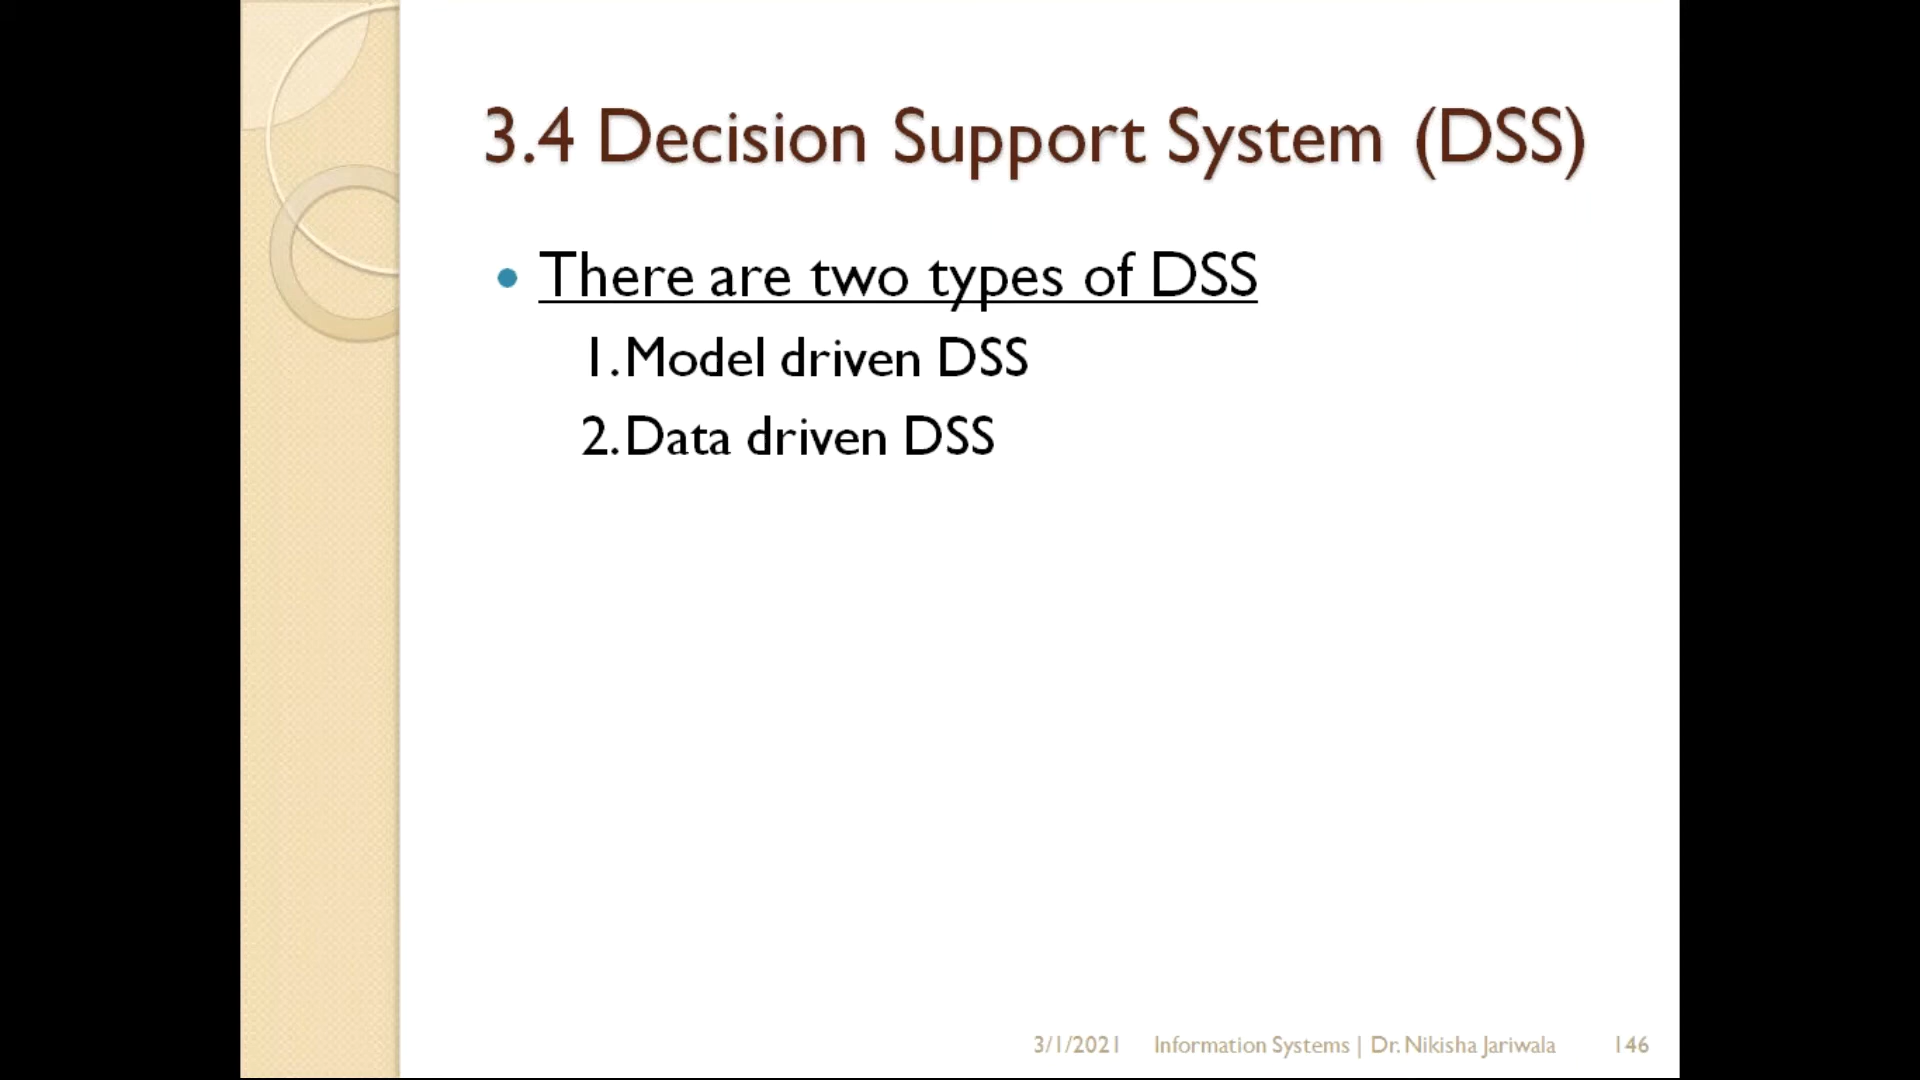 3.4 Decision Support System (DSS)
• There are two types of DSS
1. Model driven DSS
2. Data driven DSS
3/1/2021 Information Systems | Dr. Nikisha Jariwala 146